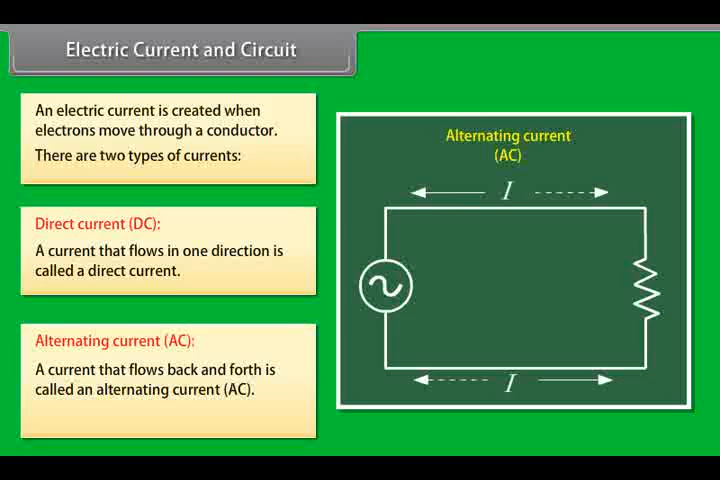 Electric Current and Circuit
An electric current is created when
electrons move through a conductor.
There are two types of currents:
Direct current (DC):
A current that flows in one direction is
called a direct current.
Alternating current (AC):
A current that flows back and forth is
called an alternating current (AC).
Alternating current
(AC)
I
I